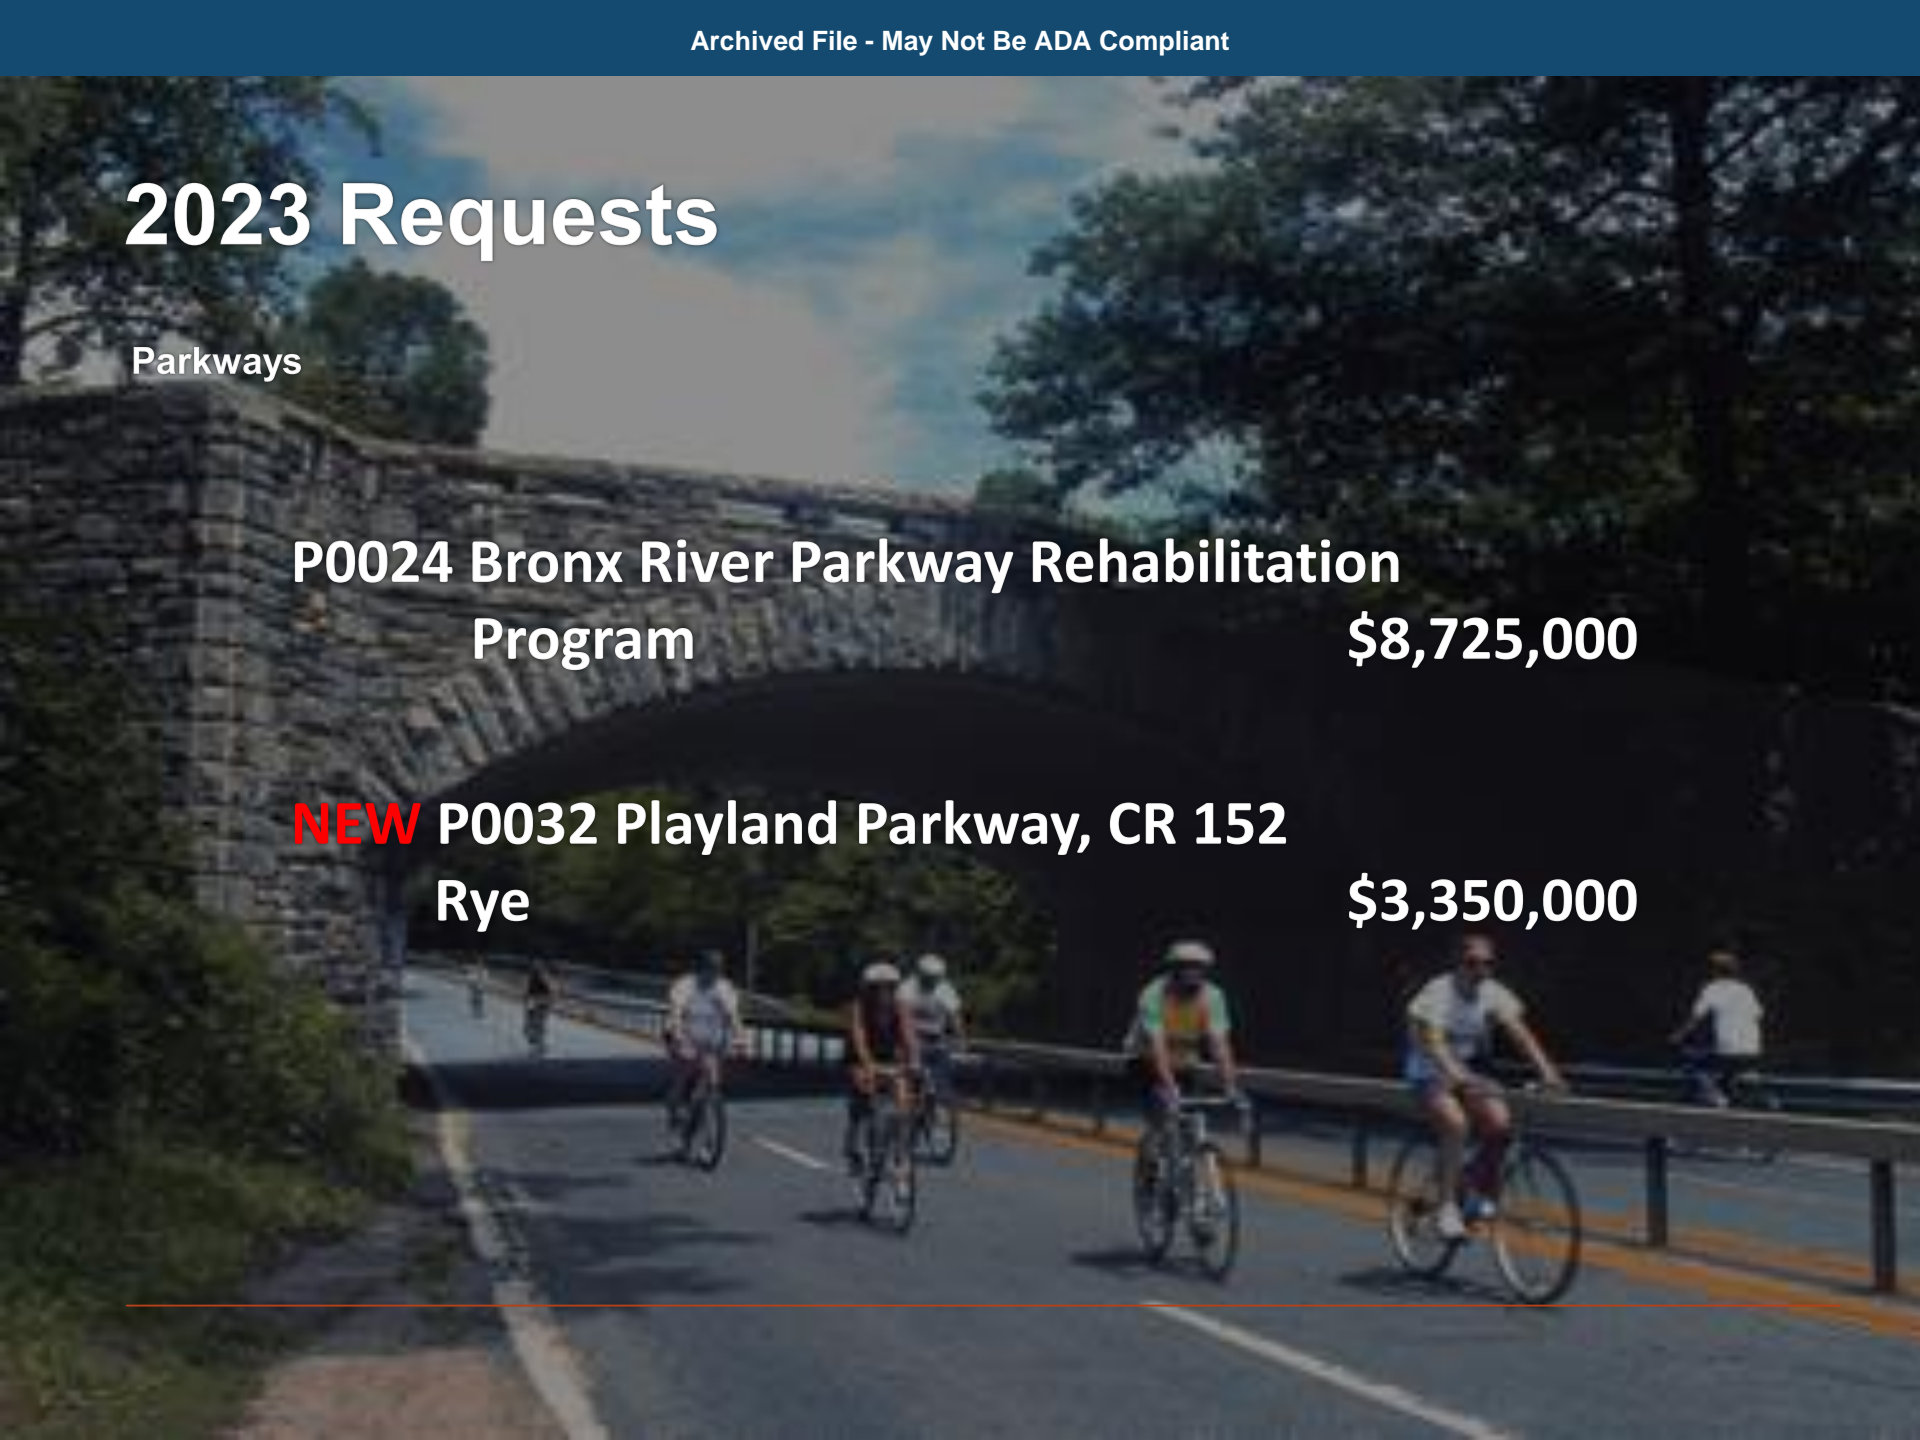 Archived File - May Not Be ADA Compliant
2023 Requests
Parkways
P0024 Bronx River Parkway Rehabilitation
Program $8,725,000
NEW P0032 Playland Parkway, CR 152
Rye $3,350,000